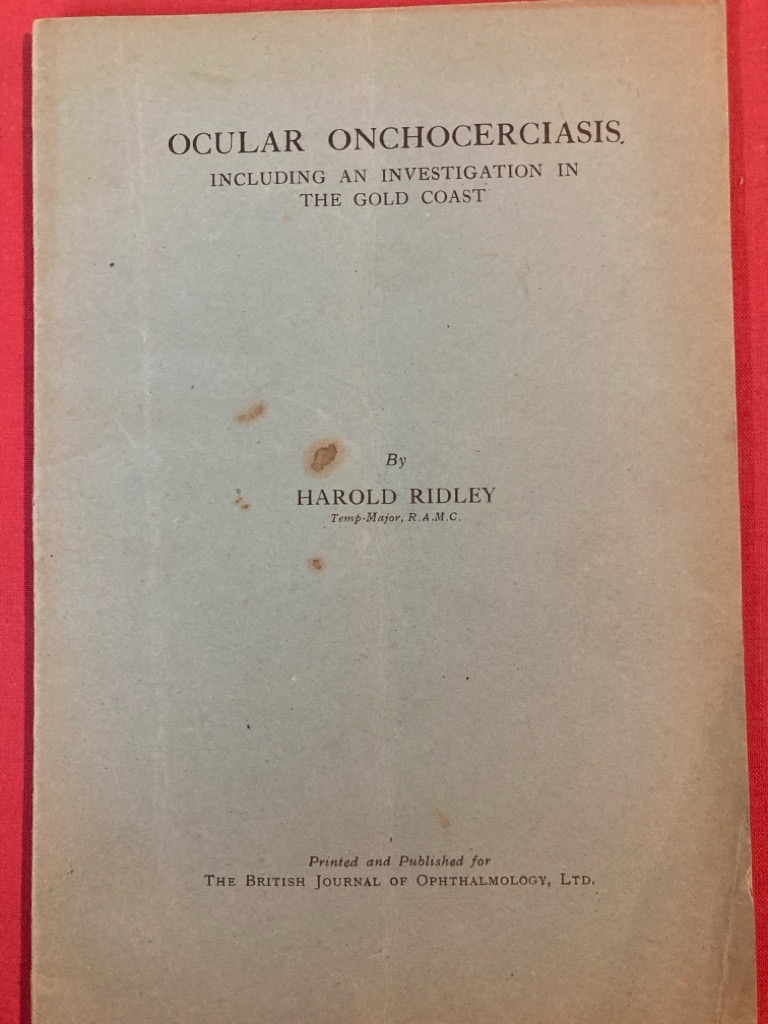 OCULAR ONCHOCERCIASIS.
INCLUDING AN INVESTIGATION IN
THE GOLD COAST
By
HAROLD RIDLEY
Temp-Major, R.A.M.C.
Printed and Published for
THE BRITISH JOURNAL OF OPHTHALMOLOGY, LTD.